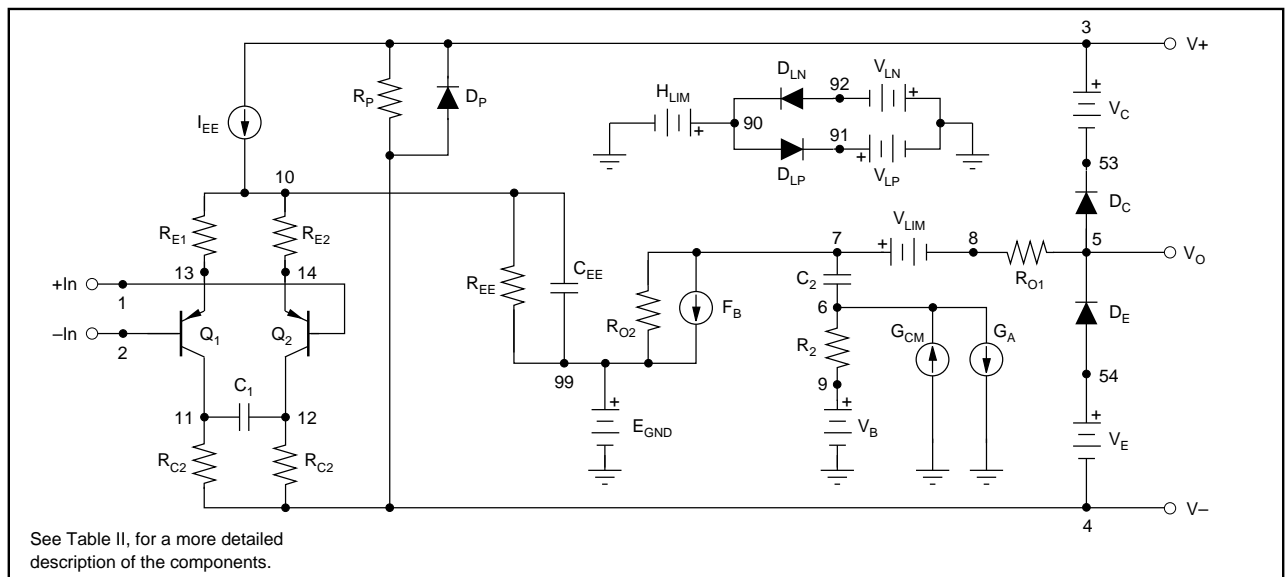 3
V+
D_LN
92
V_LN
H_LIM
90
91
D_LP
V_LP
R_P
D_P
I_EE
V_C
53
D_C
10
R_E1
R_E2
13
14
+In
1
–In
2
Q_1
Q_2
R_EE
C_EE
7
V_LIM
8
5
V_O
R_O1
C_2
R_O2
F_B
6
G_CM
G_A
D_E
R_2
9
54
C_1
11
12
99
E_GND
V_B
V_E
R_C2
R_C2
4
V–
See Table II, for a more detailed
description of the components.